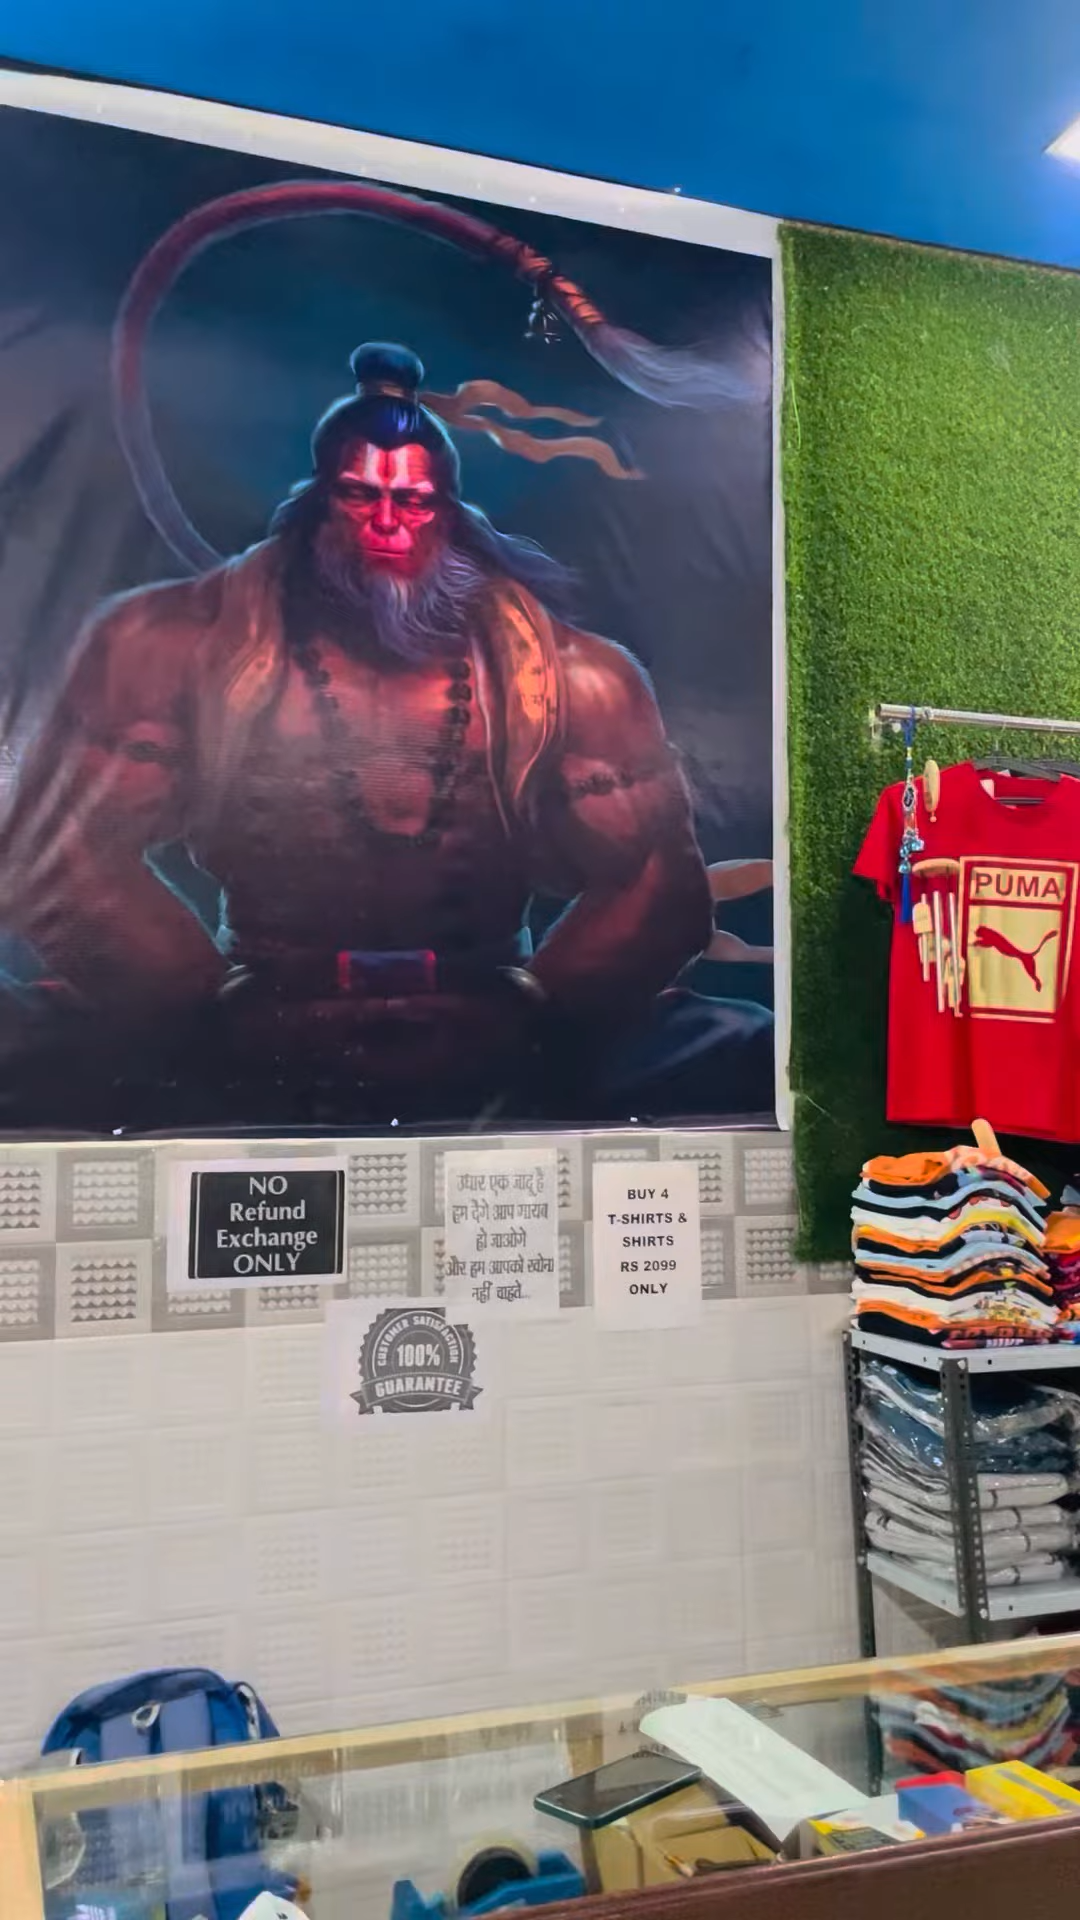 PUMA
NO
Refund
Exchange
ONLY
उधार एक जादू है
हम देंगे आप गायब
हो जाओगे
और हम आपको खोना
नहीं चाहते...
BUY 4
T-SHIRTS &
SHIRTS
RS 2099
ONLY
CUSTOMER SATISFACTION
100%
GUARANTEE